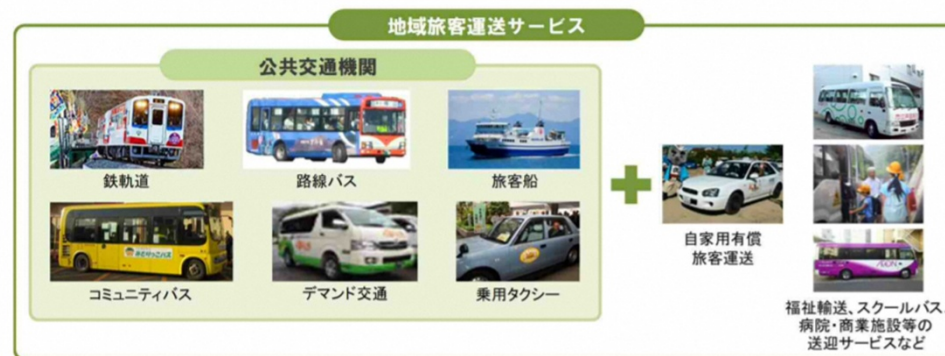 地域旅客運送サービス
公共交通機関
鉄軌道
路線バス
旅客船
コミュニティバス
デマンド交通
乗用タクシー
自家用有償
旅客運送
福祉輸送、スクールバス、
病院・商業施設等の
送迎サービスなど